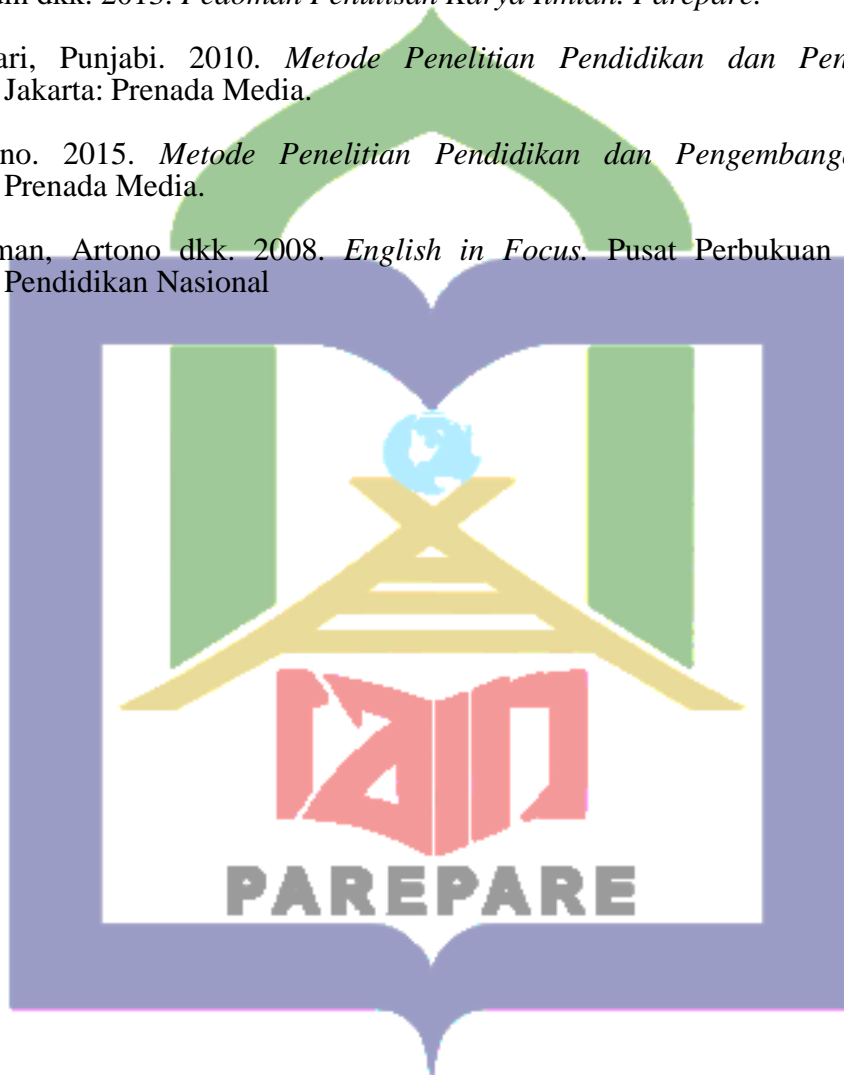 dkk. 2013. Pedoman Penulisan Karya Ilmiah. Parepare.
ari, Punjabi. 2010. Metode Penelitian Pendidikan dan Pen
Jakarta: Prenada Media.
no. 2015. Metode Penelitian Pendidikan dan Pengembanga
Prenada Media.
man, Artono dkk. 2008. English in Focus. Pusat Perbukuan
Pendidikan Nasional
iain
PAREPARE